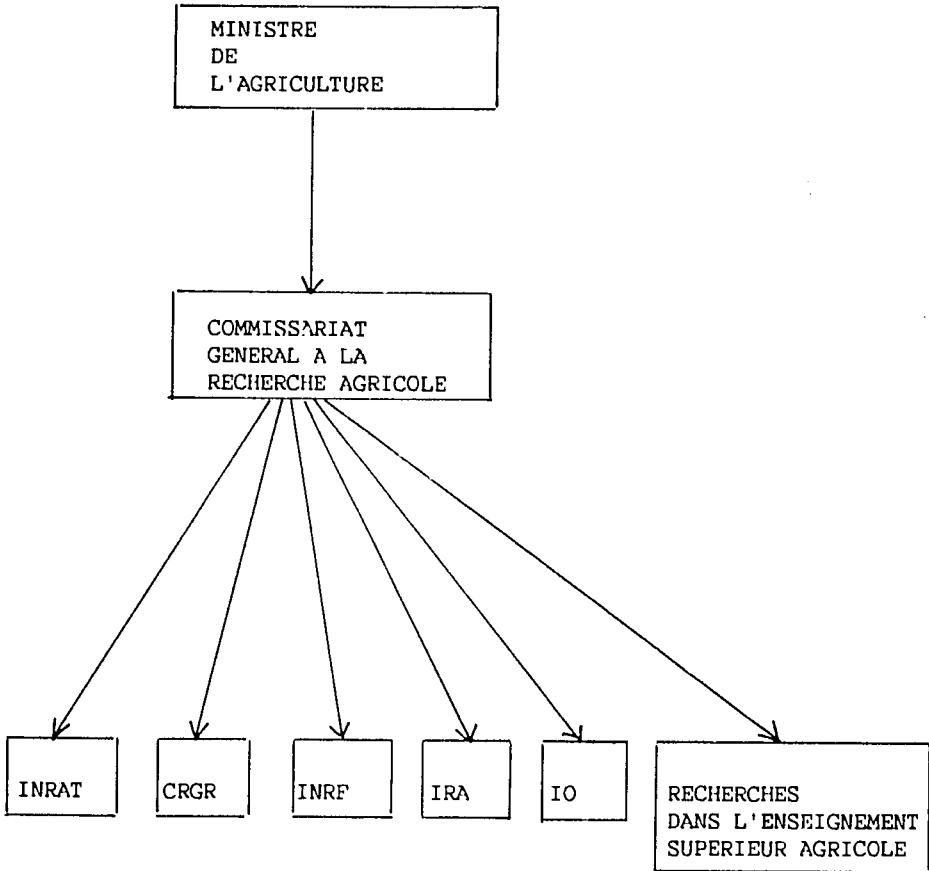 MINISTRE
DE
L'AGRICULTURE
COMMISSARIAT
GENERAL A LA
RECHERCHE AGRICOLE
INRAT
CRGR
INRF
IRA
IO
RECHERCHES
DANS L'ENSEIGNEMENT
SUPERIEUR AGRICOLE